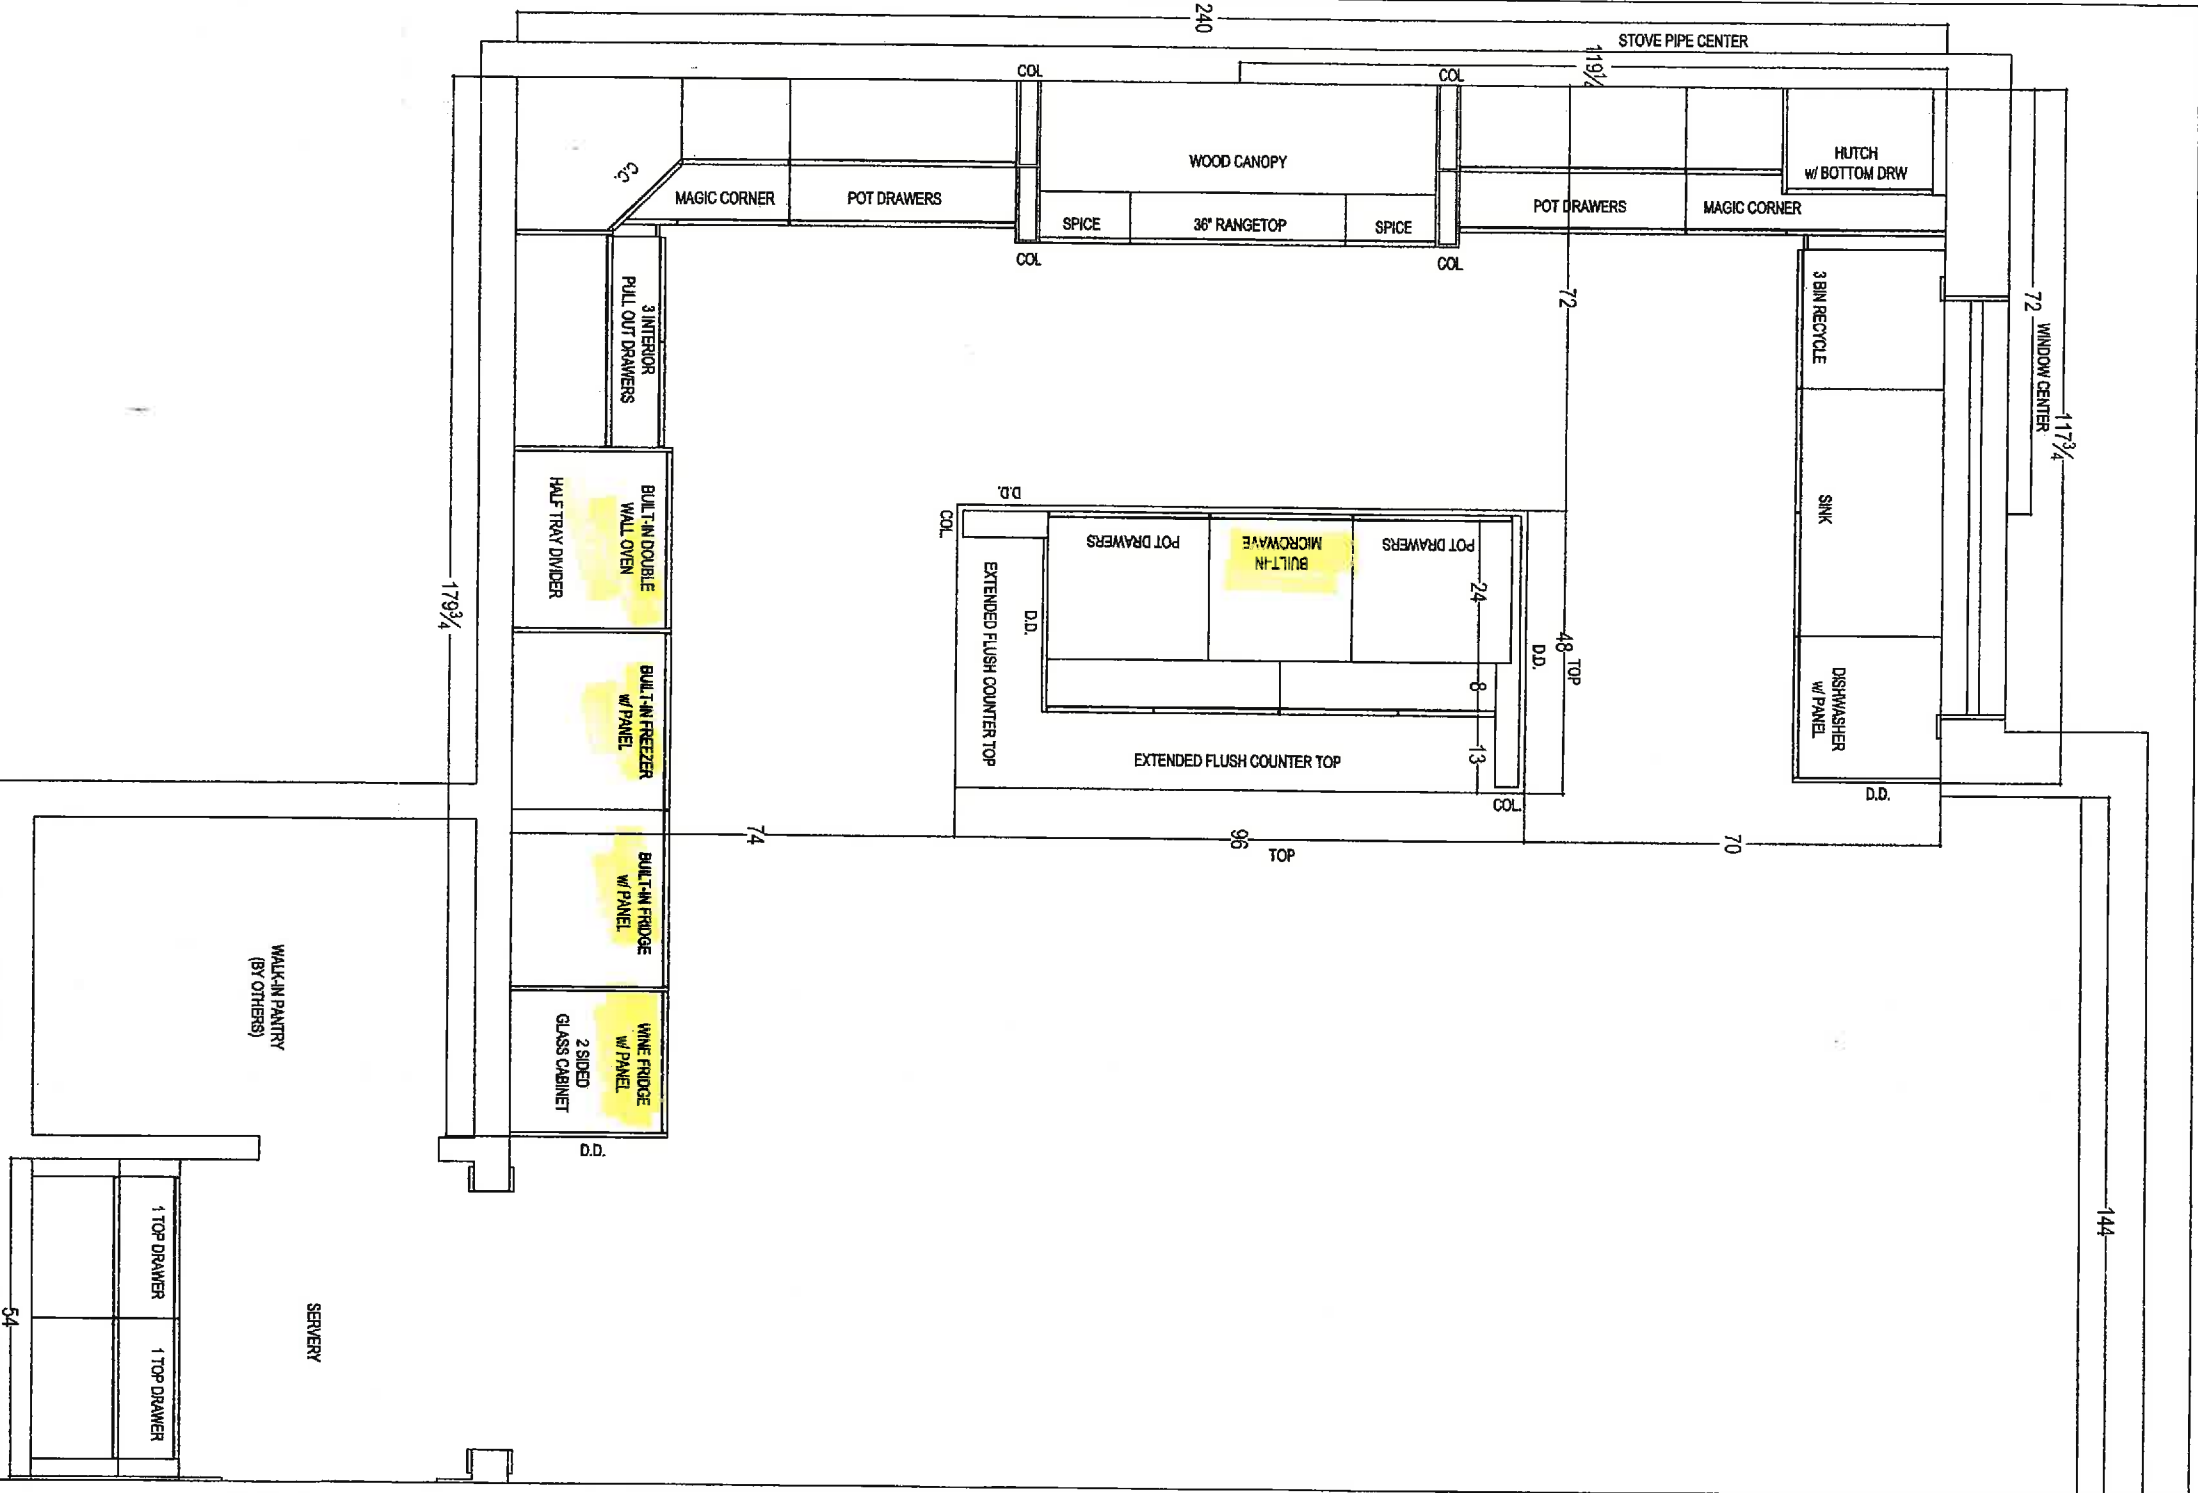 240
STOVE PIPE CENTER
119¼
COL
COL
WOOD CANOPY
HUTCH
w/ BOTTOM DRW
C.C.
MAGIC CORNER
POT DRAWERS
SPICE
36" RANGETOP
SPICE
POT DRAWERS
MAGIC CORNER
COL
COL
3 INTERIOR
PULL OUT DRAWERS
72
3 BIN RECYCLE
72
WINDOW CENTER
117¾
BUILT-IN DOUBLE
WALL OVEN
HALF TRAY DIVIDER
179¾
D.D.
COL
POT DRAWERS
BUILT-IN
MICROWAVE
POT DRAWERS
24
SINK
EXTENDED FLUSH COUNTER TOP
D.D.
D.D.
48
TOP
8
13
EXTENDED FLUSH COUNTER TOP
COL.
DISHWASHER
w/ PANEL
D.D.
BUILT-IN FREEZER
w/ PANEL
74
96
TOP
70
BUILT-IN FRIDGE
w/ PANEL
WINE FRIDGE
w/ PANEL
2 SIDED
GLASS CABINET
D.D.
WALK-IN PANTRY
(BY OTHERS)
144
1 TOP DRAWER
1 TOP DRAWER
SERVERY
54